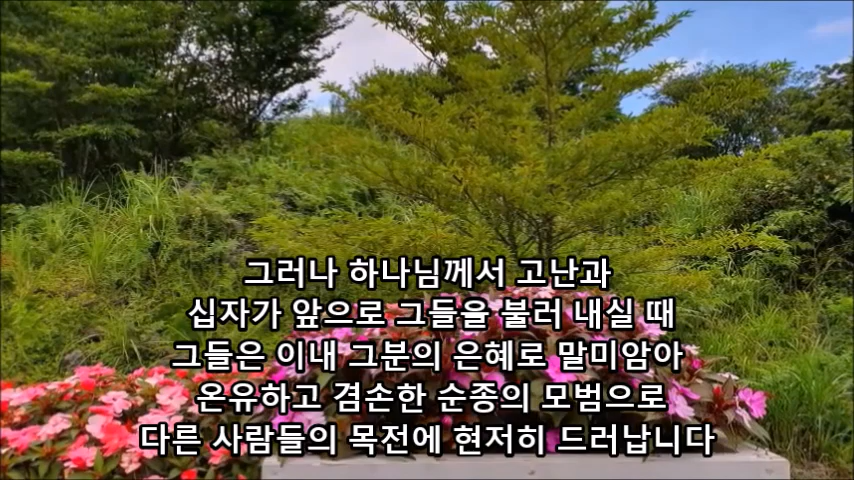 그러나 하나님께서 고난과
십자가 앞으로 그들을 불러 내실 때
그들은 이내 그분의 은혜로 말미암아
온유하고 겸손한 순종의 모범으로
다른 사람들의 목전에 현저히 드러납니다